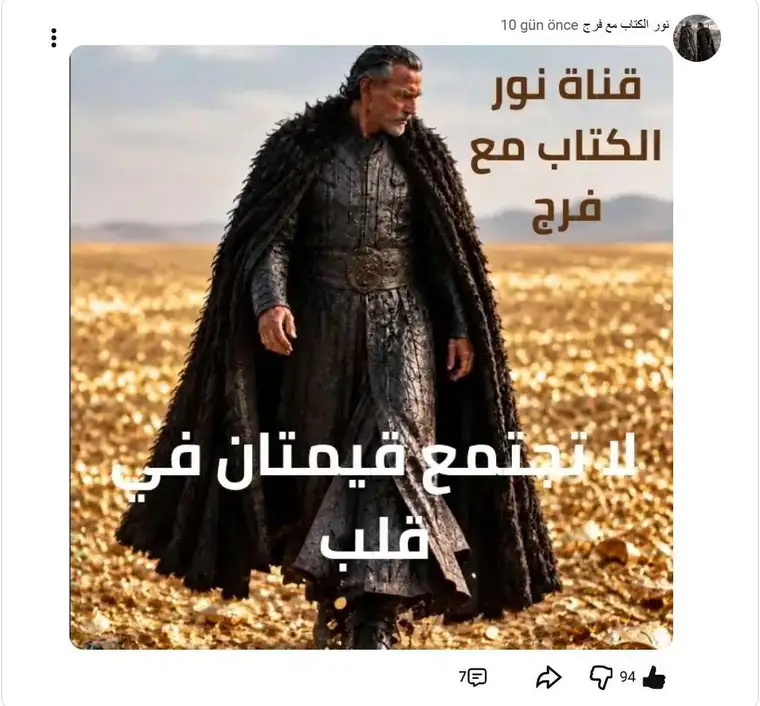 نور الكتاب مع فرج 10 gün önce
قناة نور
الكتاب مع
فرج
لا تجتمع قيمتان في
قلب
94
7